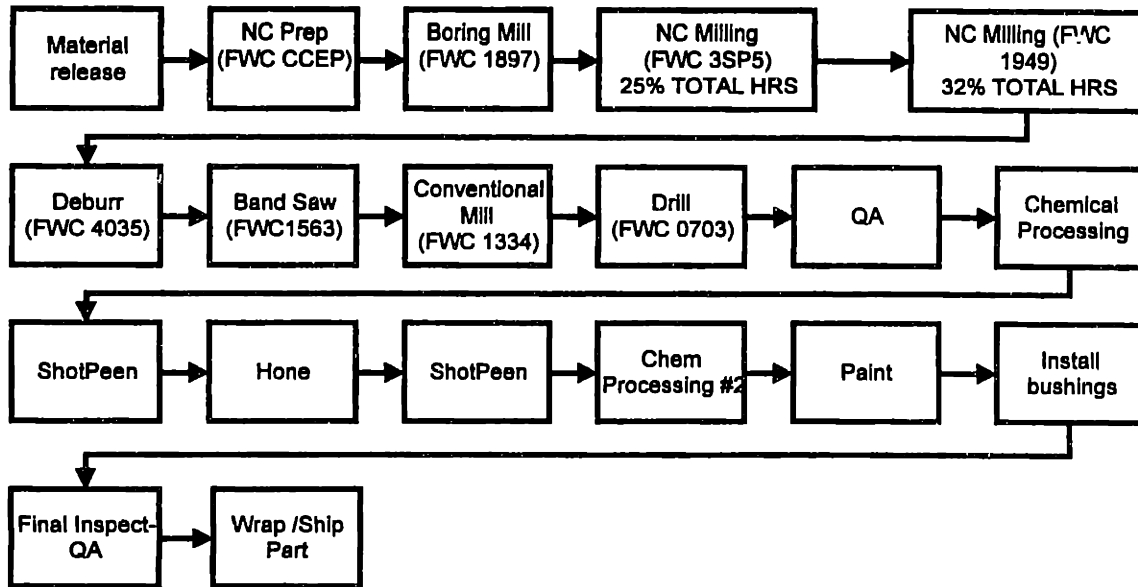 Material
release
NC Prep
(FWC CCEP)
Boring Mill
(FWC 1897)
NC Milling
(FWC 3SP5)
25% TOTAL HRS
NC Milling (FWC
1949)
32% TOTAL HRS
Deburr
(FWC 4035)
Band Saw
(FWC1563)
Conventional
Mill
(FWC 1334)
Drill
(FWC 0703)
QA
Chemical
Processing
ShotPeen
Hone
ShotPeen
Chem
Processing #2
Paint
Install
bushings
Final Inspect-
QA
Wrap /Ship
Part